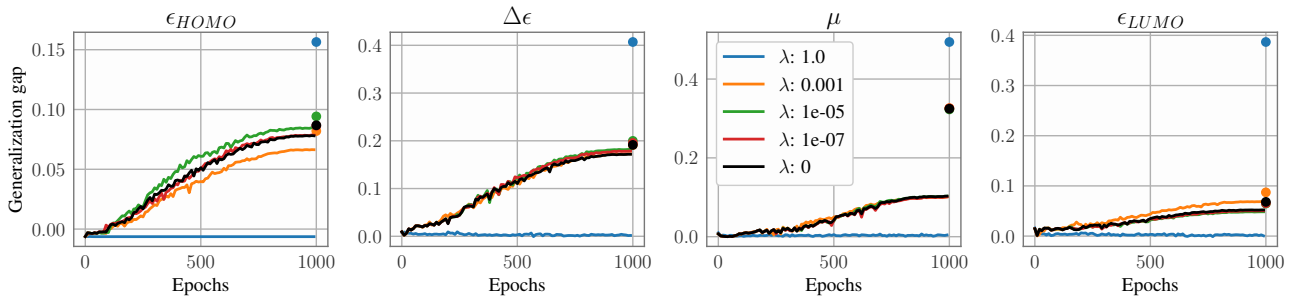 ϵ_HOMO
Δϵ
μ
ϵ_LUMO
Generalization gap
0.15
0.10
0.05
0.00
0
500
1000
Epochs
0.4
0.3
0.2
0.1
0.0
0
500
1000
Epochs
0.4
0.2
0.0
λ: 1.0
λ: 0.001
λ: 1e-05
λ: 1e-07
λ: 0
0
500
1000
Epochs
0.4
0.3
0.2
0.1
0.0
0
500
1000
Epochs